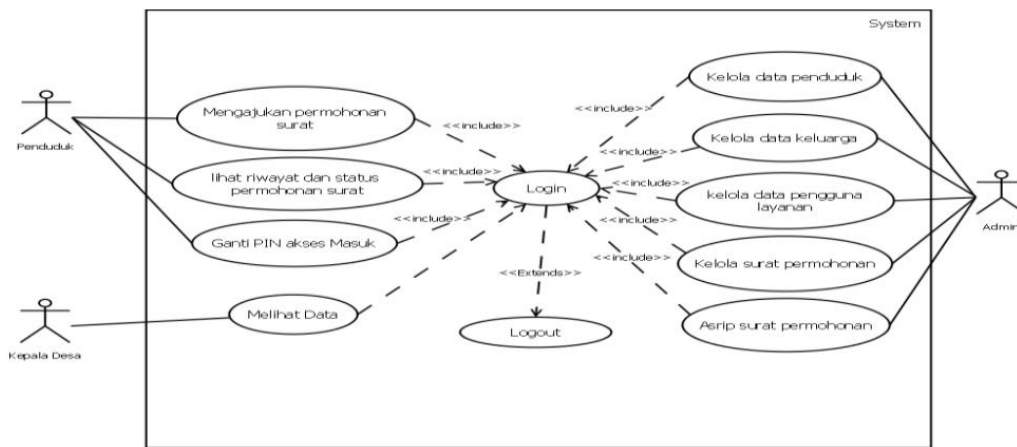 System
Kelola data penduduk
Mengajukan permohonan
surat
<<include>>
<<include>>
Penduduk
Kelola data keluarga
<<include>>
lihat riwayat dan status
permohonan surat
<<include>>
Login
<<include>>
kelola data pengguna
layanan
Ganti PIN akses Masuk
<<include>>
<<include>>
Admin
Kelola surat permohonan
<<include>>
<<Extends>>
Melihat Data
Asrip surat permohonan
Logout
Kepala Desa